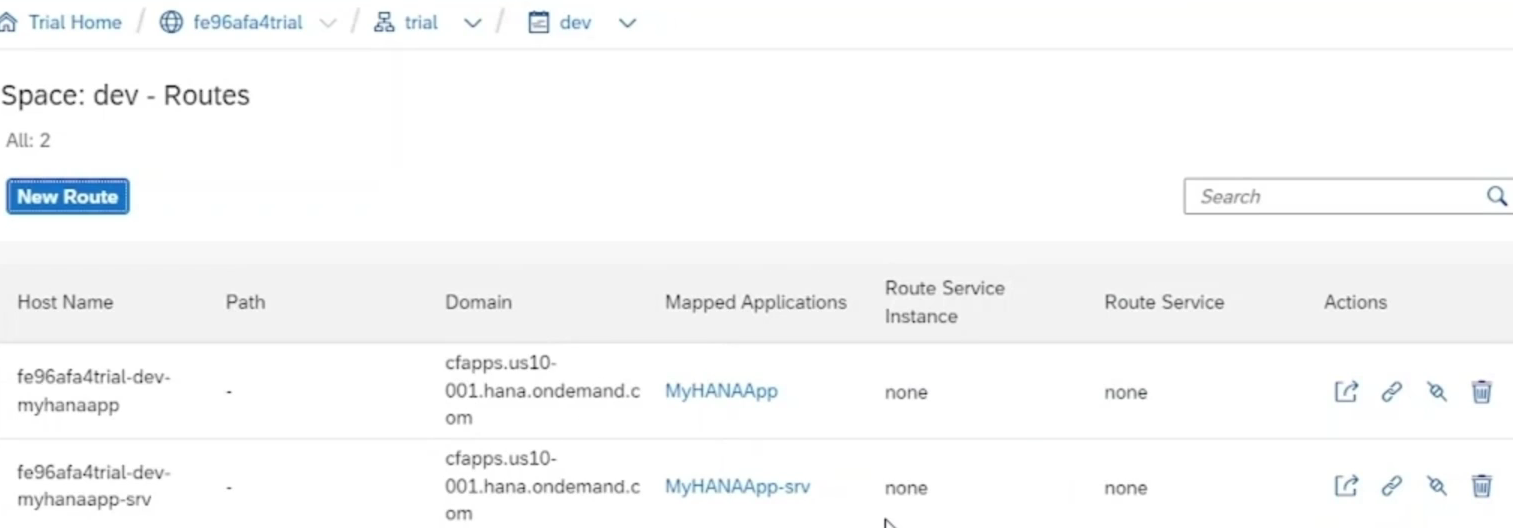 Trial Home / fe96afa4trial / trial / dev
Space: dev - Routes
All: 2
New Route
Search
Host Name Path Domain Mapped Applications Route Service Instance Route Service Actions
fe96afa4trial-dev-
myhanaapp
-
cfapps.us10-
001.hana.ondemand.c
om
MyHANAApp
none
none
fe96afa4trial-dev-
myhanaapp-srv
-
cfapps.us10-
001.hana.ondemand.c
om
MyHANAApp-srv
none
none